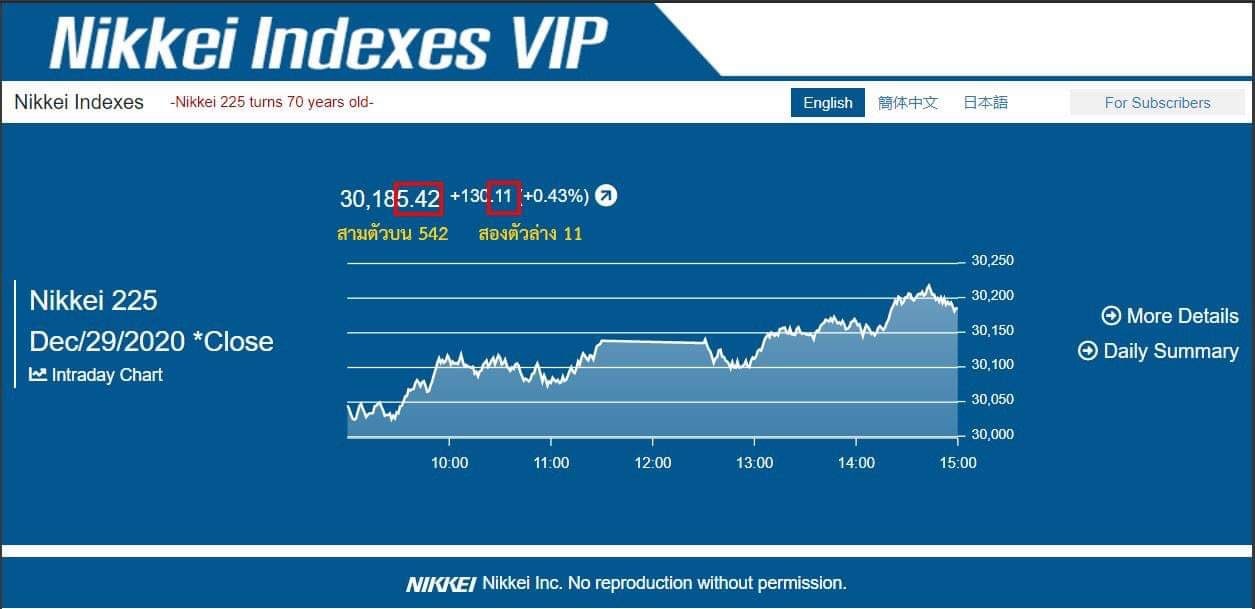 Nikkei Indexes VIP
Nikkei Indexes -Nikkei 225 turns 70 years old- English 簡体中文 日本語 For Subscribers
30,185.42 +130.11 (+0.43%)
สามตัวบน 542 สองตัวล่าง 11
Nikkei 225
Dec/29/2020 *Close
Intraday Chart
30,250
30,200
30,150
30,100
30,050
30,000
10:00 11:00 12:00 13:00 14:00 15:00
More Details
Daily Summary
NIKKEI Nikkei Inc. No reproduction without permission.